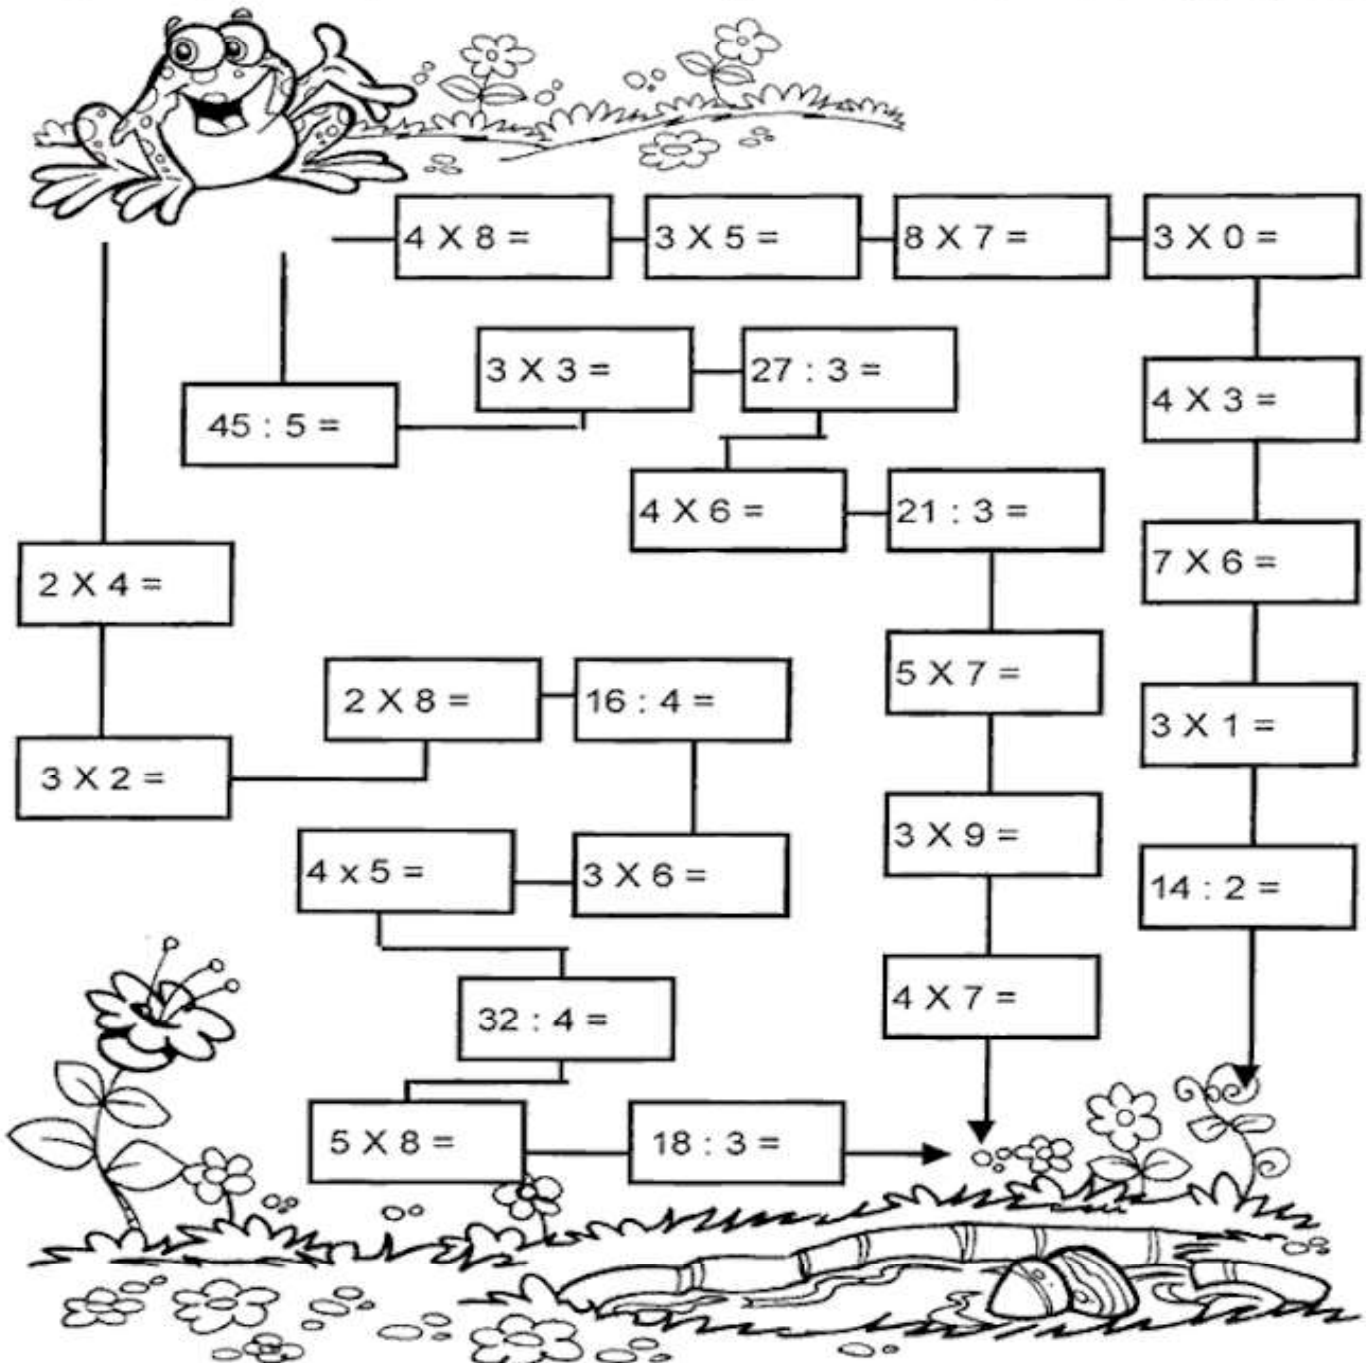 4 X 8 =
3 X 5 =
8 X 7 =
3 X 0 =
3 X 3 =
27 : 3 =
4 X 3 =
45 : 5 =
4 X 6 =
21 : 3 =
7 X 6 =
2 X 4 =
5 X 7 =
2 X 8 =
16 : 4 =
3 X 1 =
3 X 2 =
3 X 9 =
4 x 5 =
3 X 6 =
14 : 2 =
32 : 4 =
4 X 7 =
5 X 8 =
18 : 3 =